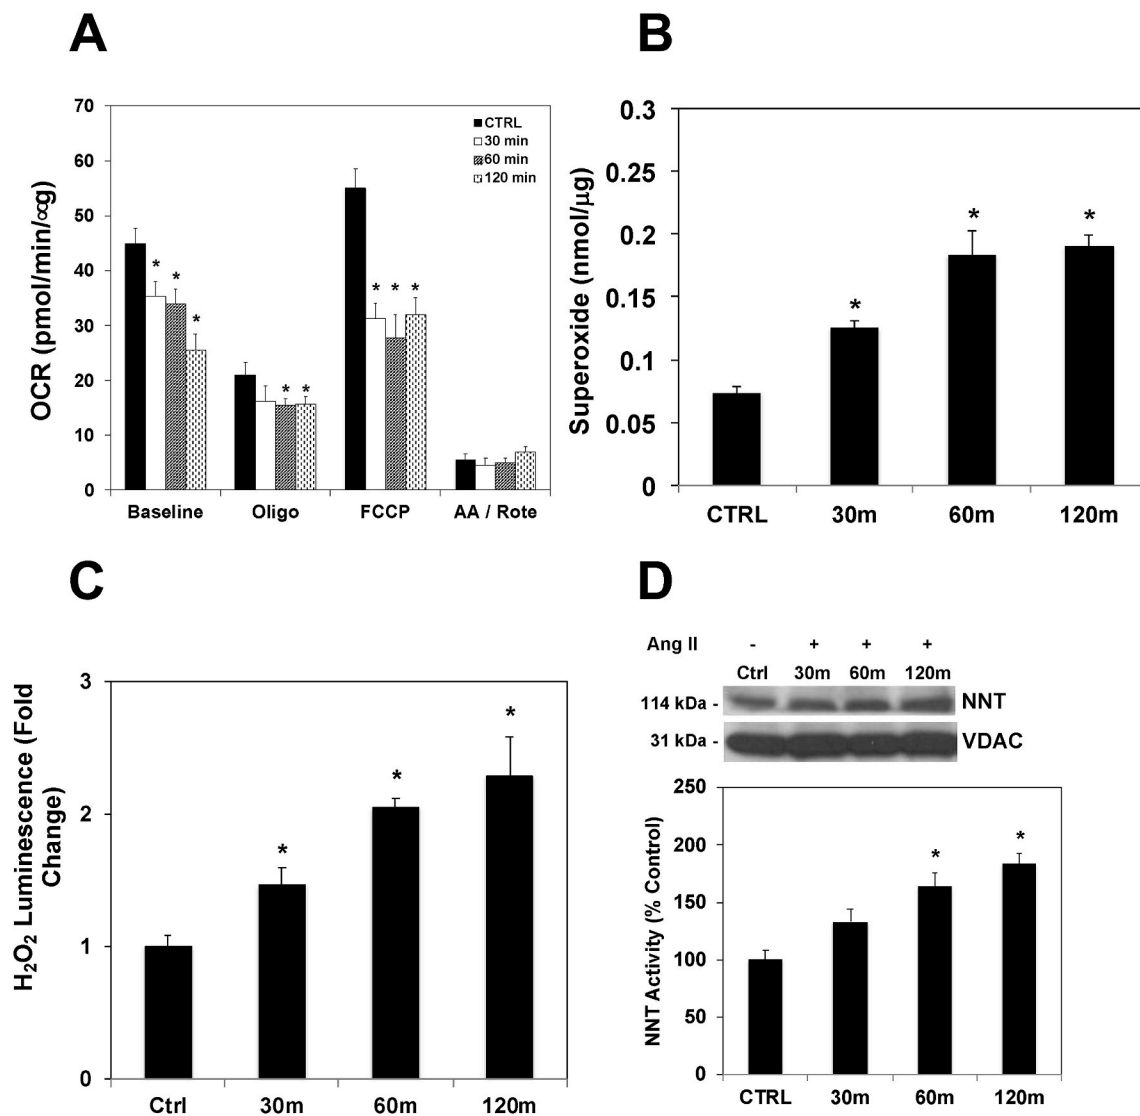 A
70
60
50
40
30
20
10
0
OCR (pmol/min/αg)
CTRL
30 min
60 min
120 min
*
*
*
*
*
*
*
*
Baseline
Oligo
FCCP
AA / Rote
B
0.3
0.25
0.2
0.15
0.1
0.05
0
Superoxide (nmol/μg)
*
*
*
CTRL
30m
60m
120m
C
3
2
1
0
H₂O₂ Luminescence (Fold
Change)
*
*
*
Ctrl
30m
60m
120m
D
Ang II - + + +
Ctrl 30m 60m 120m
114 kDa - NNT
31 kDa - VDAC
250
200
150
100
50
0
NNT Activity (% Control)
*
*
CTRL
30m
60m
120m